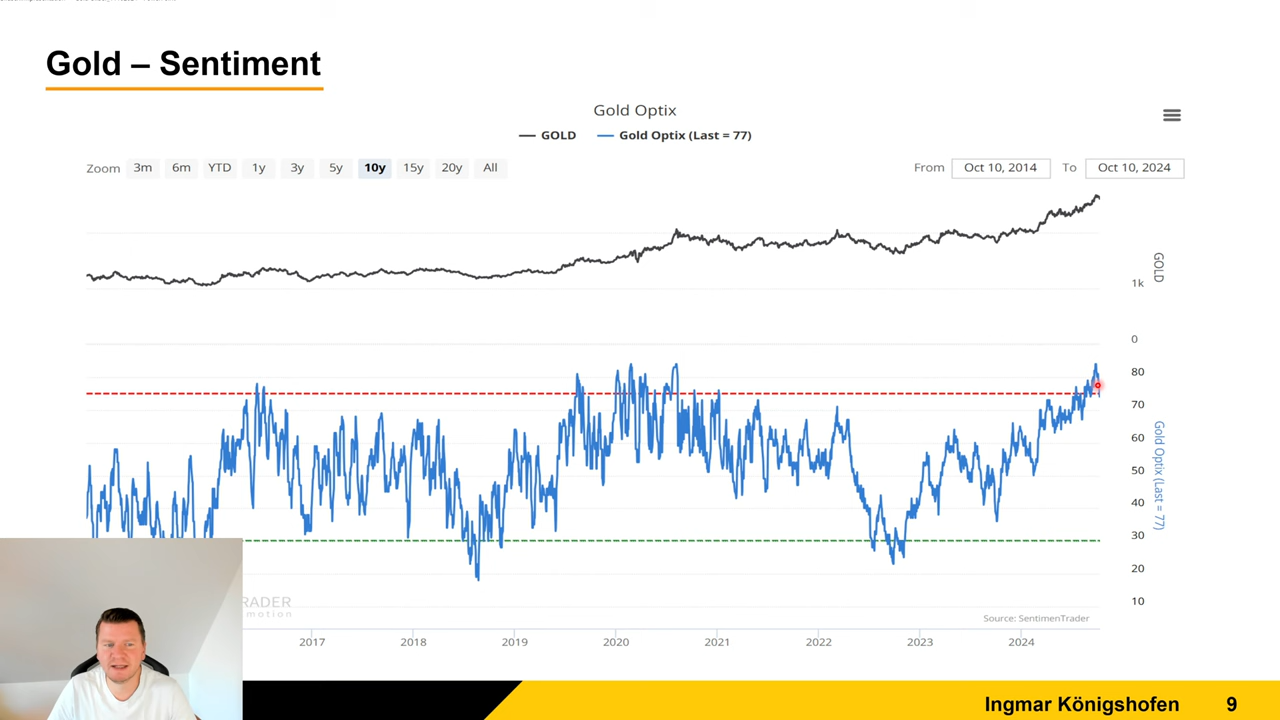 Gold – Sentiment
Gold Optix
GOLD Gold Optix (Last = 77)
Zoom 3m 6m YTD 1y 3y 5y 10y 15y 20y All From Oct 10, 2014 To Oct 10, 2024
GOLD
1k
0
80
70
60
50
40
30
20
10
Gold Optix (Last = 77)
RADER
motion
Source: SentimenTrader
2017 2018 2019 2020 2021 2022 2023 2024
Ingmar Königshofen 9